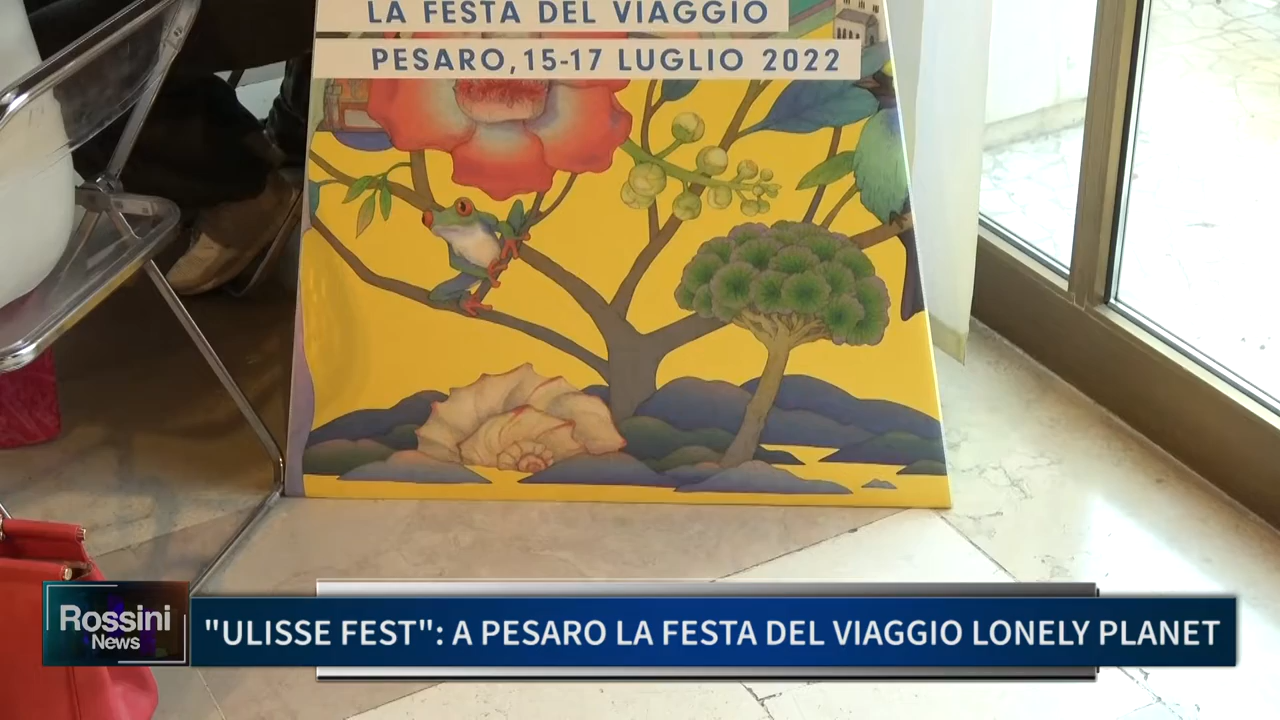 LA FESTA DEL VIAGGIO
PESARO, 15-17 LUGLIO 2022
Rossini
News
"ULISSE FEST": A PESARO LA FESTA DEL VIAGGIO LONELY PLANET